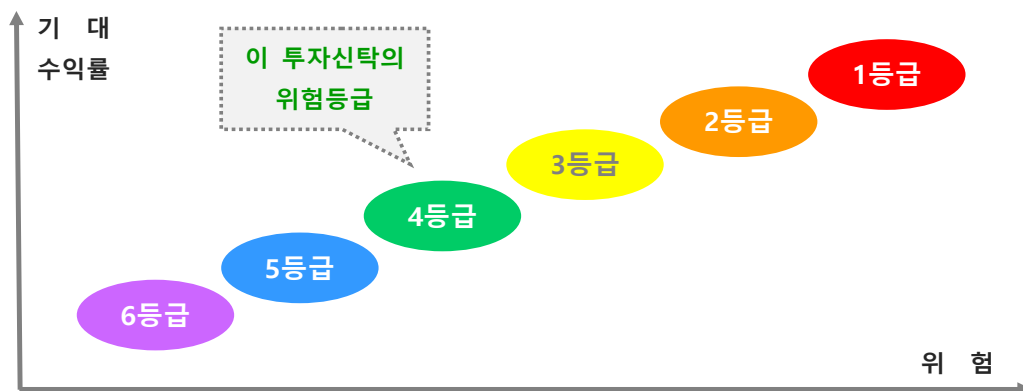 기 대
수익률
이 투자신탁의
위험등급
1등급
2등급
3등급
4등급
5등급
6등급
위 험